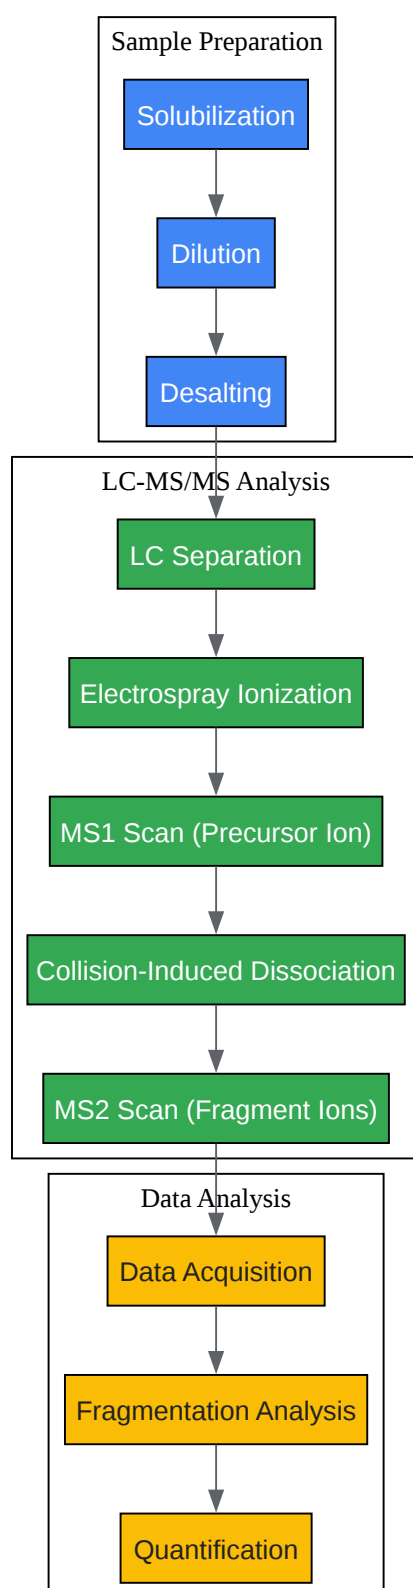 Sample Preparation
Solubilization
Dilution
Desalting
LC-MS/MS Analysis
LC Separation
Electrospray Ionization
MS1 Scan (Precursor Ion)
Collision-Induced Dissociation
MS2 Scan (Fragment Ions)
Data Analysis
Data Acquisition
Fragmentation Analysis
Quantification